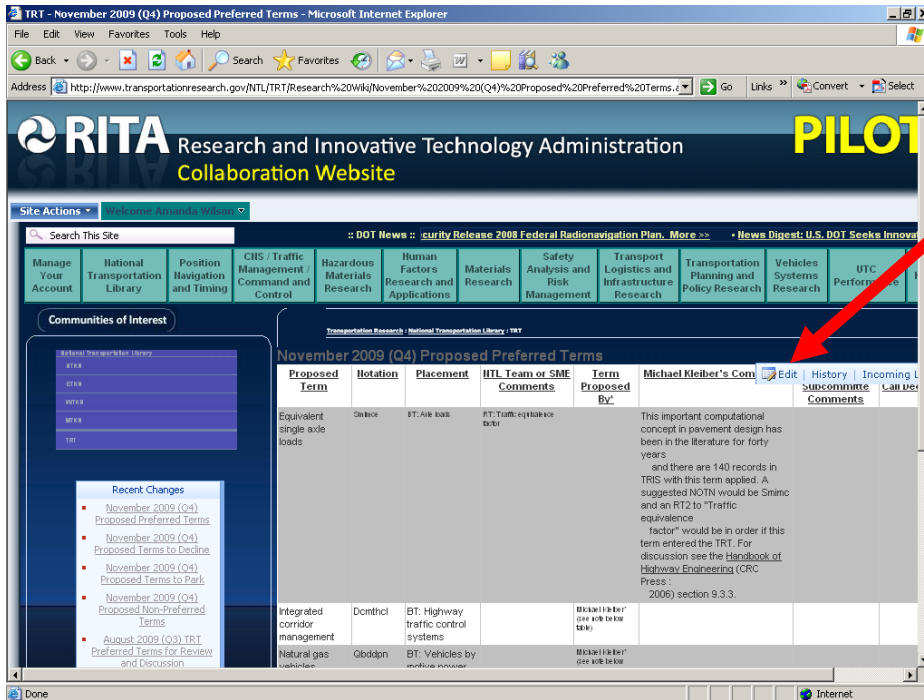 TRT - November 2009 (Q4) Proposed Preferred Terms - Microsoft Internet Explorer
File Edit View Favorites Tools Help
Back Search Favorites
Address http://www.transportationresearch.gov/NTL/TRT/Research%20Wiki/November%202009%20(Q4)%20Proposed%20Preferred%20Terms.a Go Links » Convert Select
RITA Research and Innovative Technology Administration
Collaboration Website
PILOT
Site Actions Welcome Amanda Wilson
Search This Site
:: DOT News :: curity Release 2008 Federal Radionavigation Plan. More >> • News Digest: U.S. DOT Seeks Innovat
Manage Your Account
National Transportation Library
Position Navigation and Timing
CNS / Traffic Management / Command and Control
Hazardous Materials Research
Human Factors Research and Applications
Materials Research
Safety Analysis and Risk Management
Transport Logistics and Infrastructure Research
Transportation Planning and Policy Research
Vehicles Systems Research
UTC
Communities of Interest
Transportation Research : National Transportation Library : TRT
National Transportation Library
TRT
November 2009 (Q4) Proposed Preferred Terms
Edit | History | Incoming L
Proposed Term
Notation
Placement
NTL Team or SME Comments
Term Proposed By*
Michael Kleiber's Com
Subcommitte Comments
Equivalent single axle loads
BT: Axle loads
RT: Traffic equivalence factor
This important computational
concept in pavement design has
been in the literature for forty
years
and there are 140 records in
TRIS with this term applied. A
suggested NOTN would be Smimc
and an RT2 to "Traffic
equivalence
factor" would be in order if this
term entered the TRT. For
discussion see the Handbook of
Highway Engineering (CRC
Press :
2006) section 9.3.3.
Integrated corridor management
Dcmthcl
BT: Highway traffic control systems
Michael Kleiber* (see note below table)
Natural gas vehicles
Qbddpn
BT: Vehicles by motive power
Michael Kleiber* (see note below
Recent Changes
November 2009 (Q4)
Proposed Preferred Terms
November 2009 (Q4)
Proposed Terms to Decline
November 2009 (Q4)
Proposed Terms to Park
November 2009 (Q4)
Proposed Non-Preferred
Terms
August 2009 (Q3) TRT
Preferred Terms for Review
and Discussion
Done
Internet